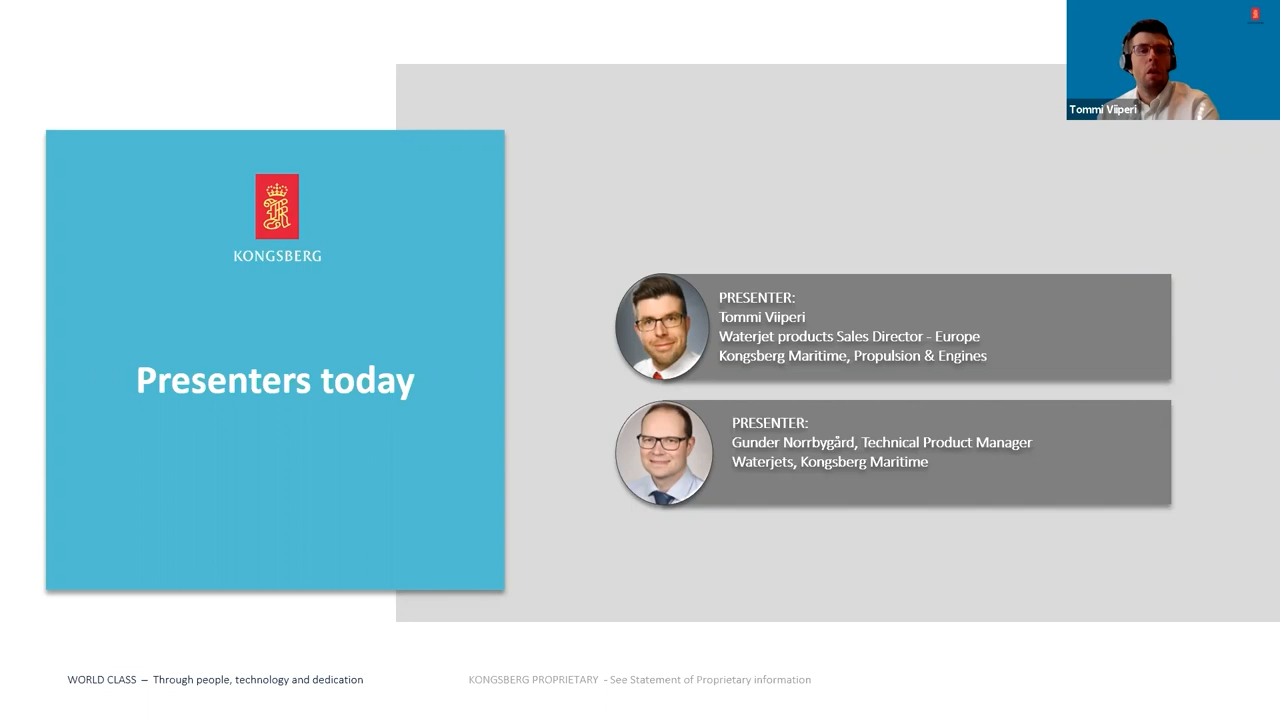 Tommi Viiperi
KONGSBERG
Presenters today
PRESENTER:
Tommi Viiperi
Waterjet products Sales Director - Europe
Kongsberg Maritime, Propulsion & Engines
PRESENTER:
Gunder Norrbygård, Technical Product Manager
Waterjets, Kongsberg Maritime
WORLD CLASS – Through people, technology and dedication
KONGSBERG PROPRIETARY - See Statement of Proprietary information